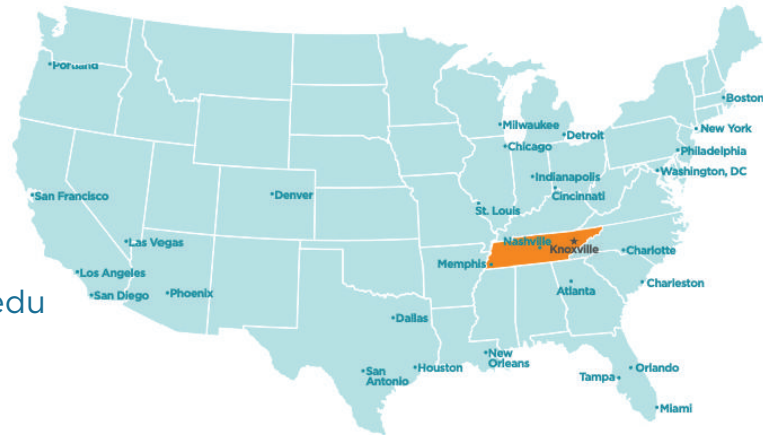 Portland
Boston
Milwaukee
Detroit
New York
Chicago
Philadelphia
Washington, DC
Indianapolis
Cincinnati
San Francisco
Denver
St. Louis
Las Vegas
Nashville
Knoxville
Charlotte
Memphis
Los Angeles
San Diego
Phoenix
Atlanta
Charleston
edu
Dallas
New
Orleans
San
Antonio
Houston
Orlando
Tampa
Miami